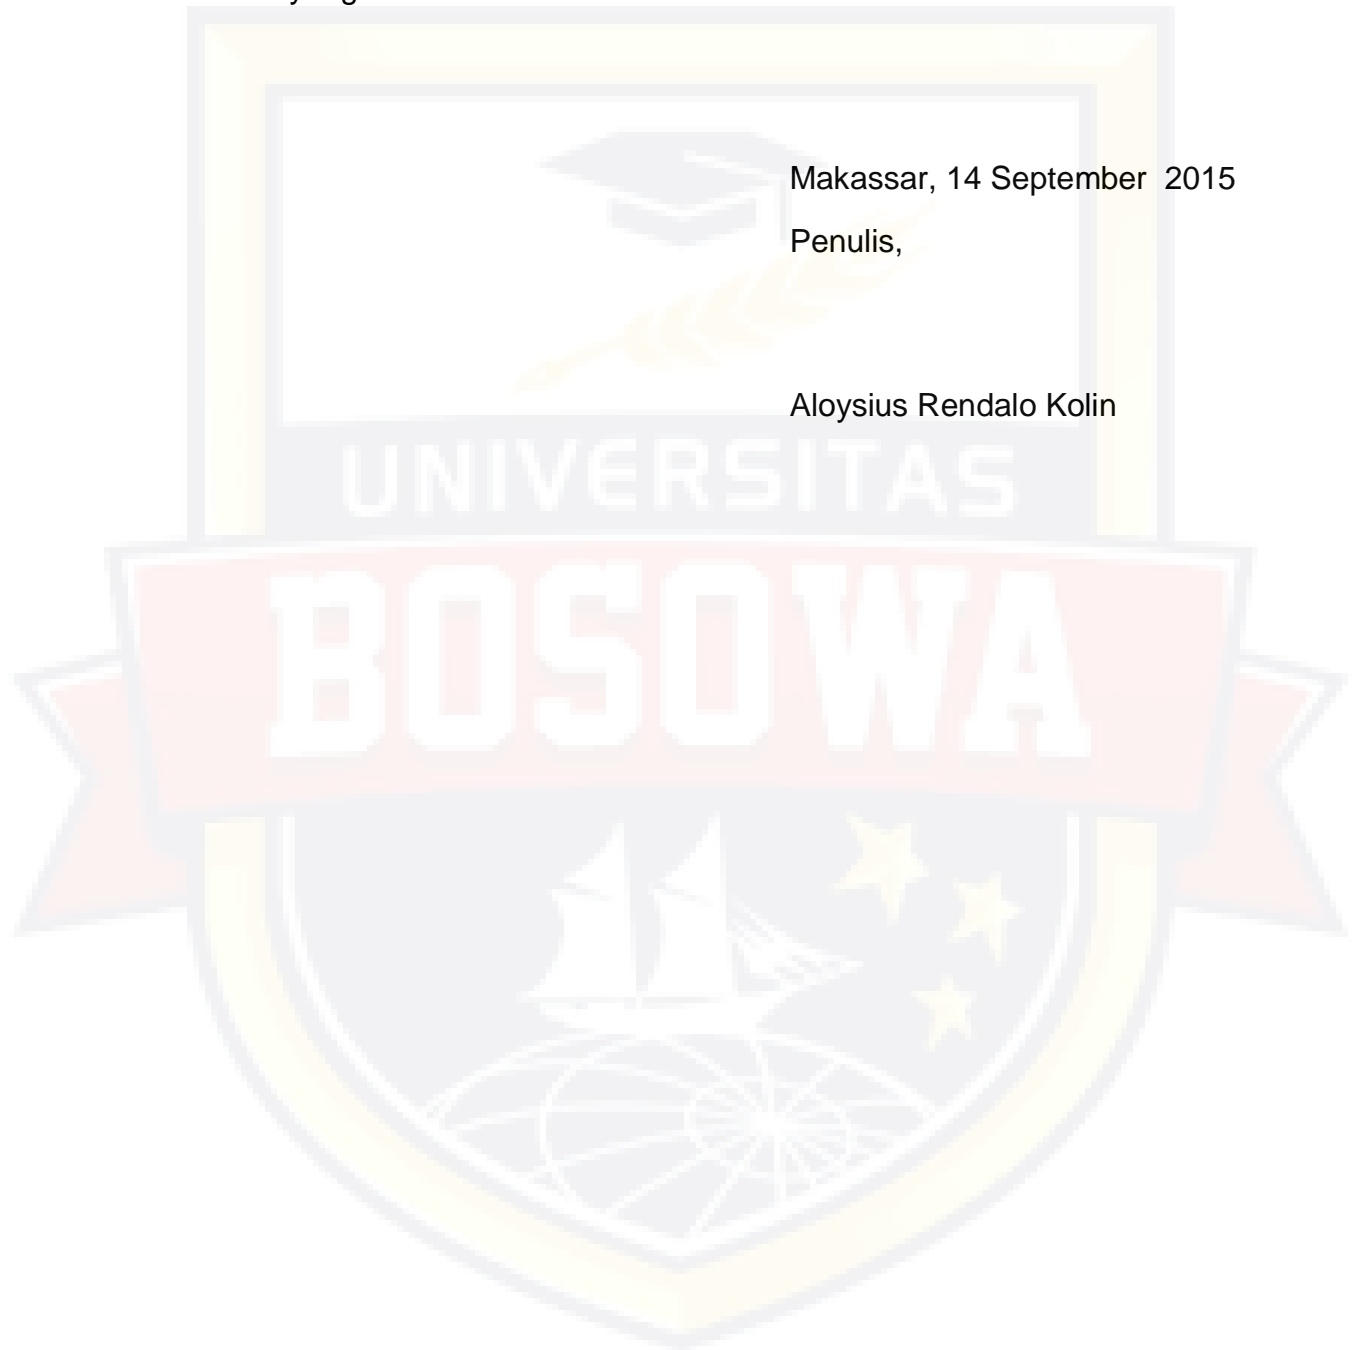 Makassar, 14 September  2015
Penulis,
Aloysius Rendalo Kolin
UNIVERSITAS
BOSOWA